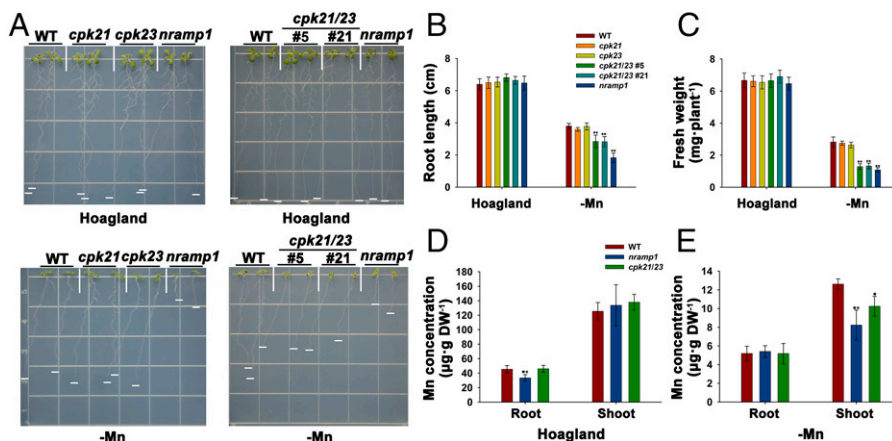 A
WT cpk21 cpk23 nramp1
Hoagland
cpk21/23
WT #5 #21 nramp1
Hoagland
WT cpk21 cpk23 nramp1
-Mn
cpk21/23
WT #5 #21 nramp1
-Mn
B
Root length (cm)
8
6
4
2
0
WT
cpk21
cpk23
cpk21/23 #5
cpk21/23 #21
nramp1
** ** **
Hoagland -Mn
C
Fresh weight
(mg·plant⁻¹)
8
6
4
2
0
** ** **
Hoagland -Mn
D
Mn concentration
(μg·g DW⁻¹)
180
160
140
120
100
80
60
40
20
0
**
Root Shoot
Hoagland
WT
nramp1
cpk21/23
E
Mn concentration
(μg·g DW⁻¹)
14
12
10
8
6
4
2
0
** *
Root Shoot
-Mn